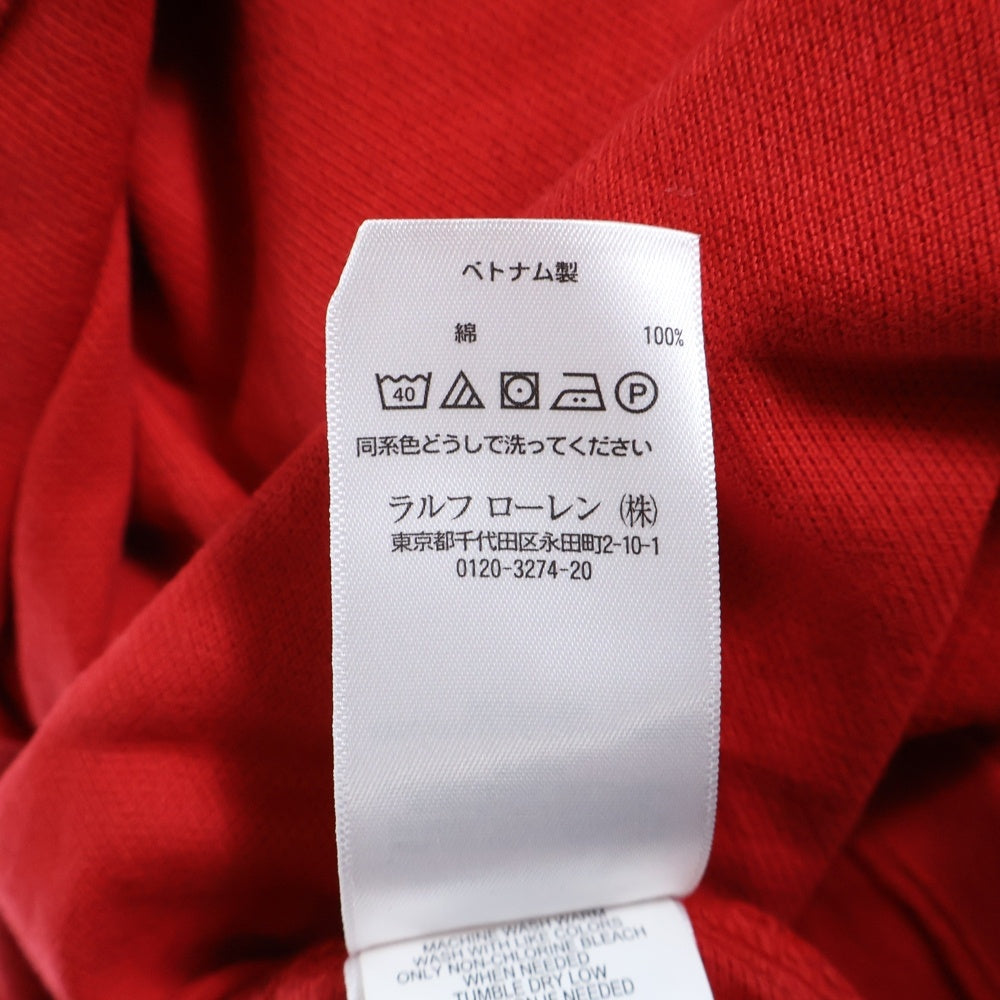 ベトナム製
綿 100%
40 P
同系色どうしで洗ってください
ラルフ ローレン (株)
東京都千代田区永田町2-10-1
0120-3274-20
MACHINE WASH WARM
WASH WITH LIKE COLORS
ONLY NON-CHLORINE BLEACH
WHEN NEEDED
TUMBLE DRY LOW
NEEDED